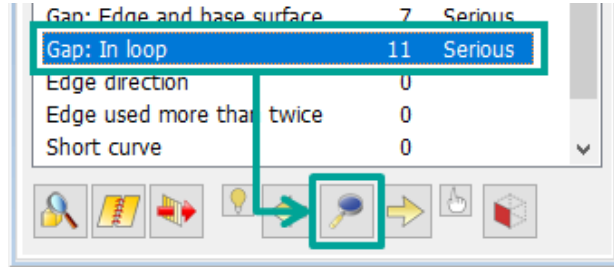 Gap: Edge and base surface 7 Serious
Gap: In loop 11 Serious
Edge direction 0
Edge used more than twice 0
Short curve 0